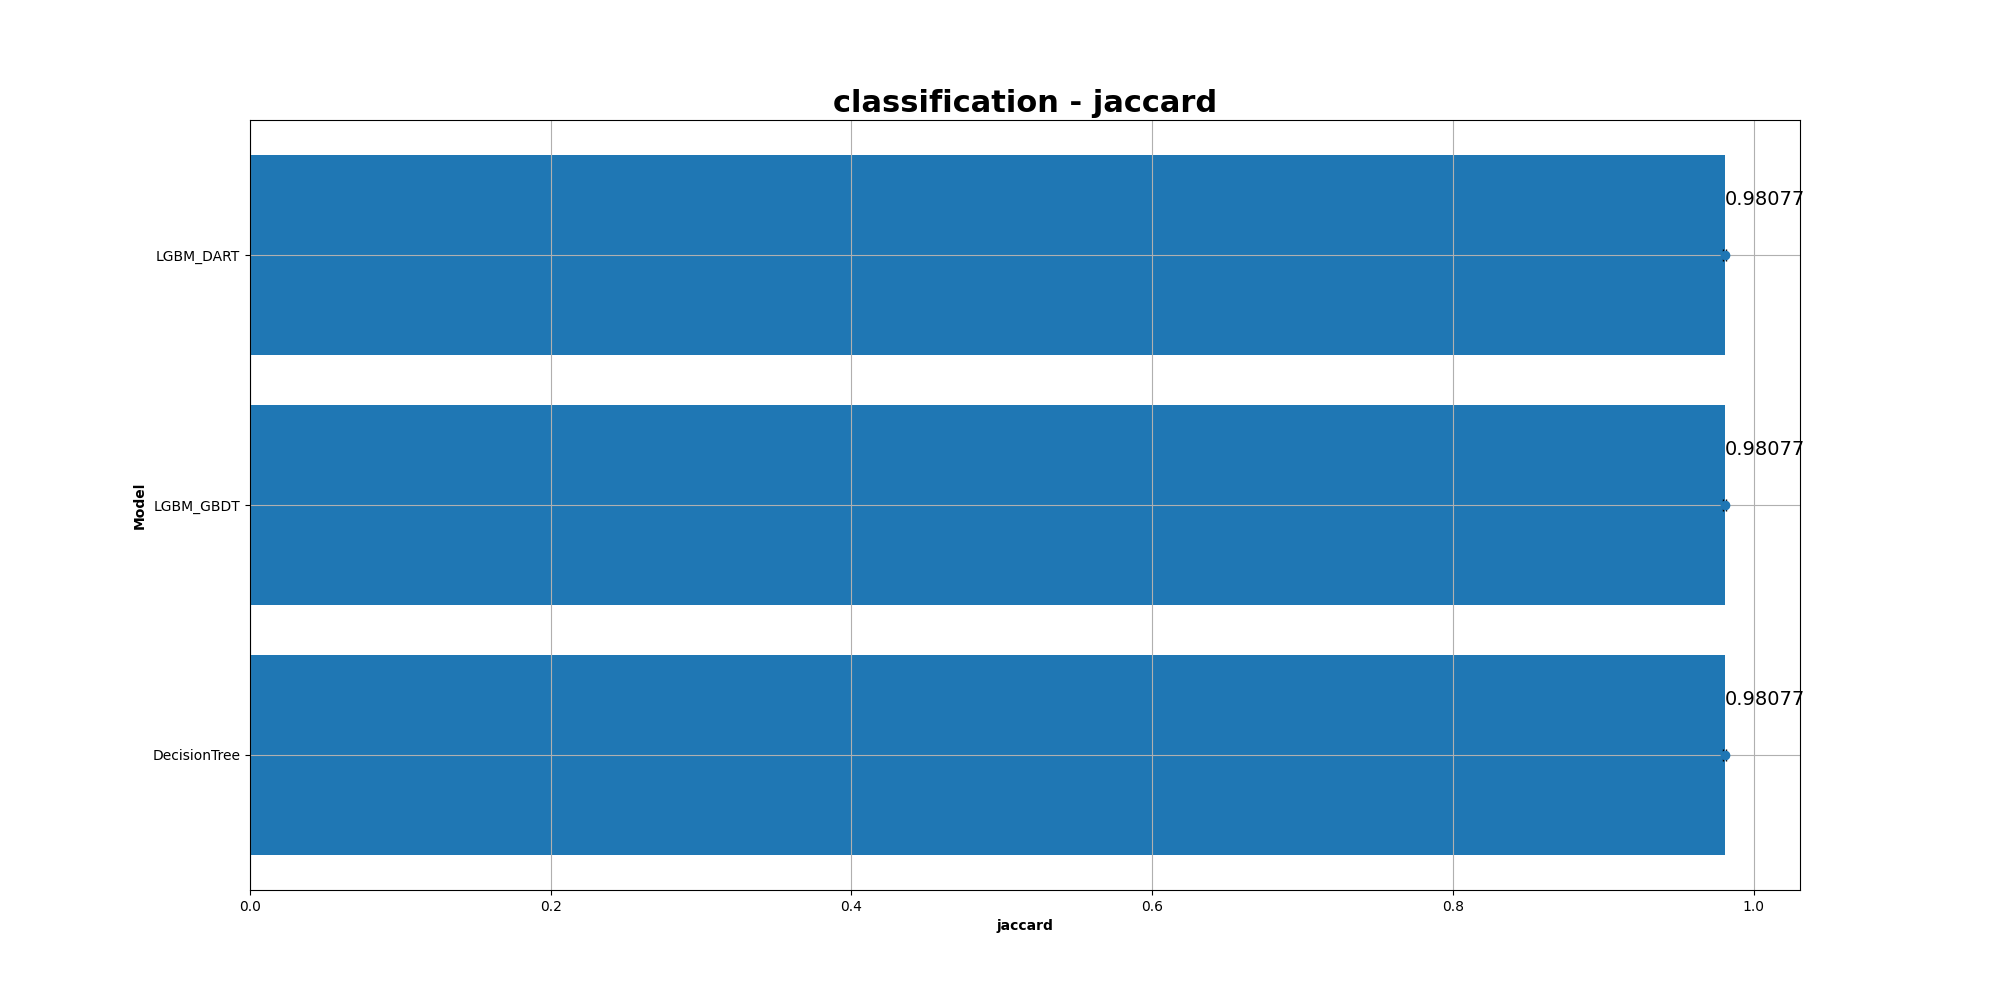 classification - jaccard
0.98077
LGBM_DART
0.98077
LGBM_GBDT
Model
0.98077
DecisionTree
0.0 0.2 0.4 0.6 0.8 1.0
jaccard